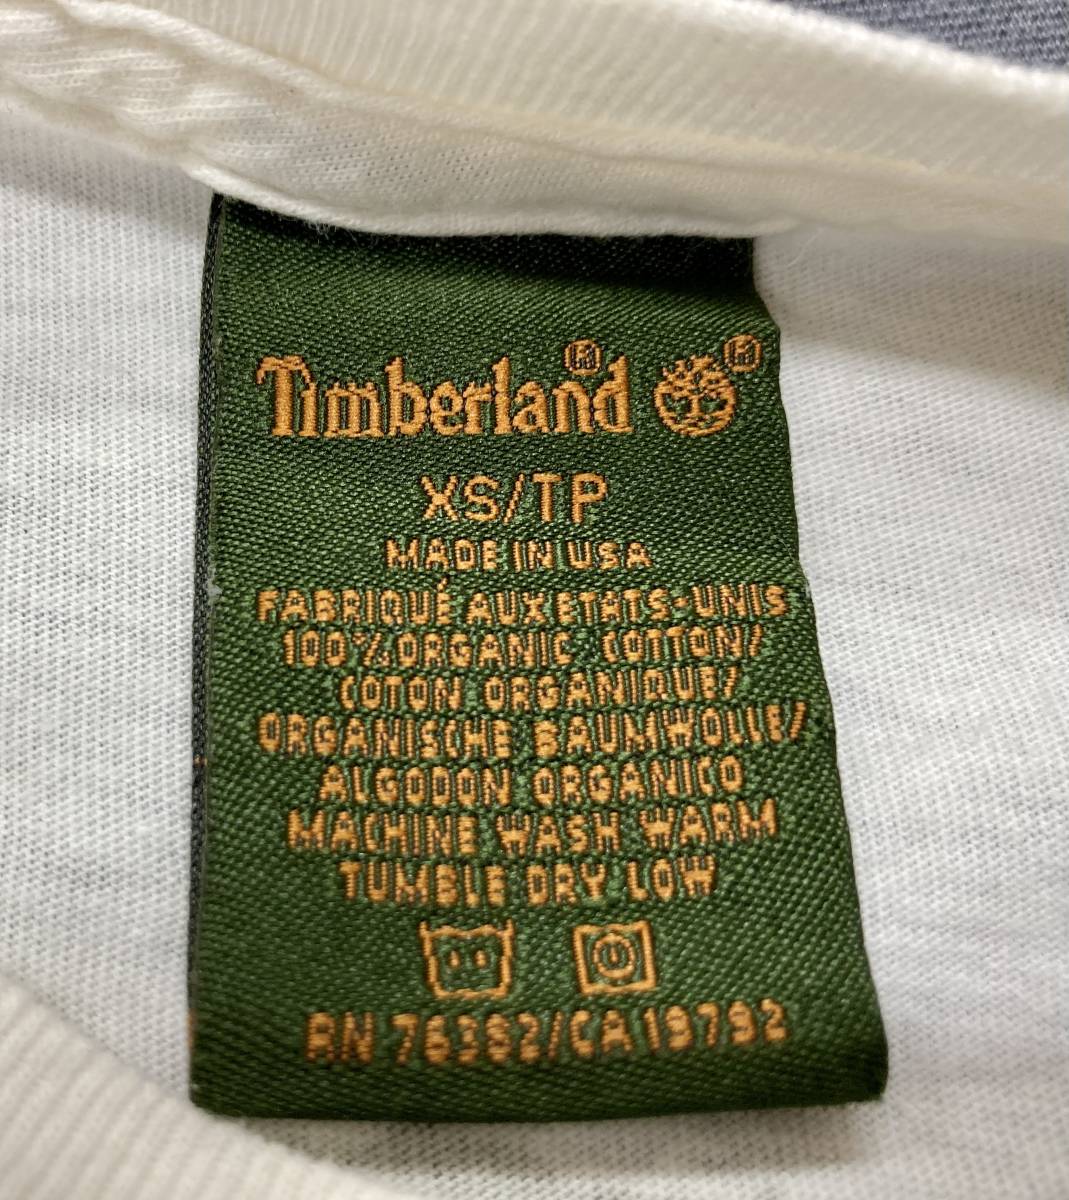 Timberland®
®
XS/TP
MADE IN USA
FABRIQUÉ AUX ETATS-UNIS
100% ORGANIC COTTON/
COTON ORGANIQUE/
ORGANISCHE BAUMWOLLE/
ALGODON ORGANICO
MACHINE WASH WARM
TUMBLE DRY LOW
RN 76382/CA 19792